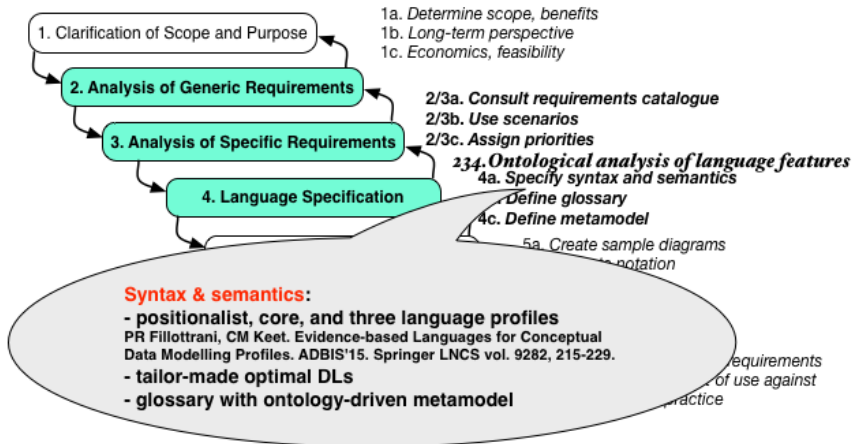 1. Clarification of Scope and Purpose
1a. Determine scope, benefits
1b. Long-term perspective
1c. Economics, feasibility
2. Analysis of Generic Requirements
2/3a. Consult requirements catalogue
2/3b. Use scenarios
2/3c. Assign priorities
3. Analysis of Specific Requirements
234. Ontological analysis of language features
4a. Specify syntax and semantics
Define glossary
4c. Define metamodel
4. Language Specification
5a. Create sample diagrams
notation
Syntax & semantics:
- positionalist, core, and three language profiles
PR Fillottrani, CM Keet. Evidence-based Languages for Conceptual
Data Modelling Profiles. ADBIS'15. Springer LNCS vol. 9282, 215-229.
- tailor-made optimal DLs
- glossary with ontology-driven metamodel
requirements
of use against
practice